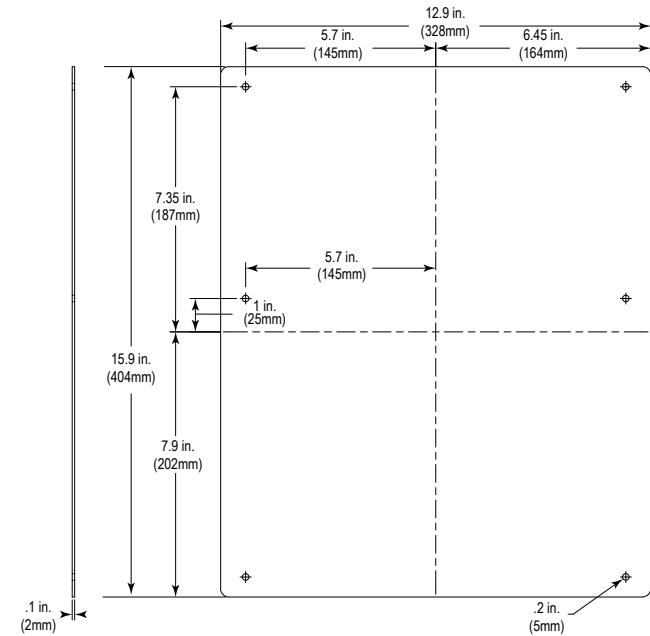 12.9 in.
(328mm)
5.7 in.
(145mm)
6.45 in.
(164mm)
7.35 in.
(187mm)
5.7 in.
(145mm)
1 in.
(25mm)
15.9 in.
(404mm)
7.9 in.
(202mm)
.1 in.
(2mm)
.2 in.
(5mm)